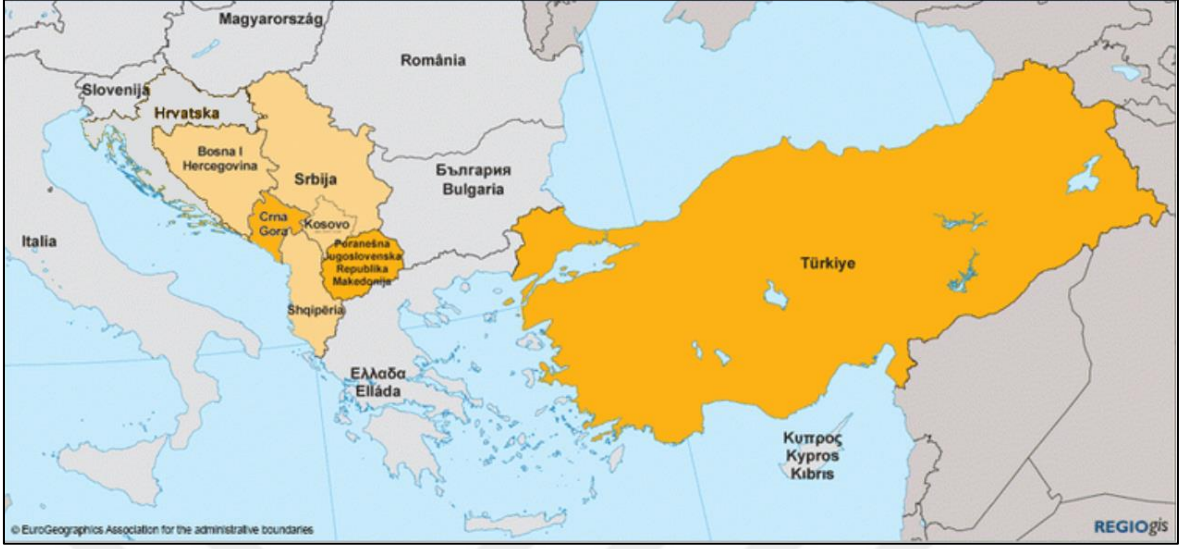 Magyarország
România
Slovenija
Hrvatska
Bosna I
Hercegovina
Srbija
България
Bulgaria
Crna
Gora
Kosovo
Italia
Poranešna
Jugoslovenska
Republika
Makedonija
Türkiye
Shqipëria
Ελλαδα
Elláda
Κυπρος
Kypros
Kıbrıs
© EuroGeographics Association for the administrative boundaries
REGIOgis